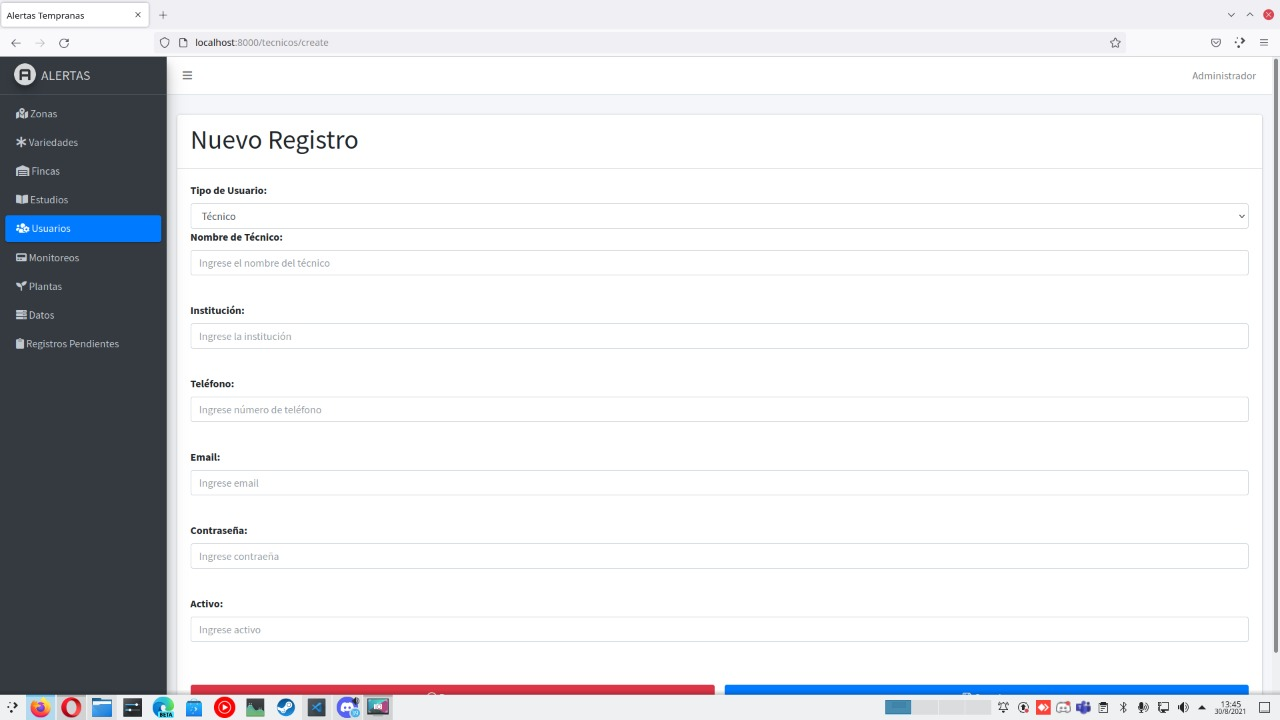 Alertas Tempranas
localhost:8000/tecnicos/create
ALERTAS
Administrador
Zonas
Variedades
Fincas
Estudios
Usuarios
Monitoreos
Plantas
Datos
Registros Pendientes
Nuevo Registro
Tipo de Usuario:
Técnico
Nombre de Técnico:
Ingrese el nombre del técnico
Institución:
Ingrese la institución
Teléfono:
Ingrese número de teléfono
Email:
Ingrese email
Contraseña:
Ingrese contraeña
Activo:
Ingrese activo
BETA
13:45
30/8/2021